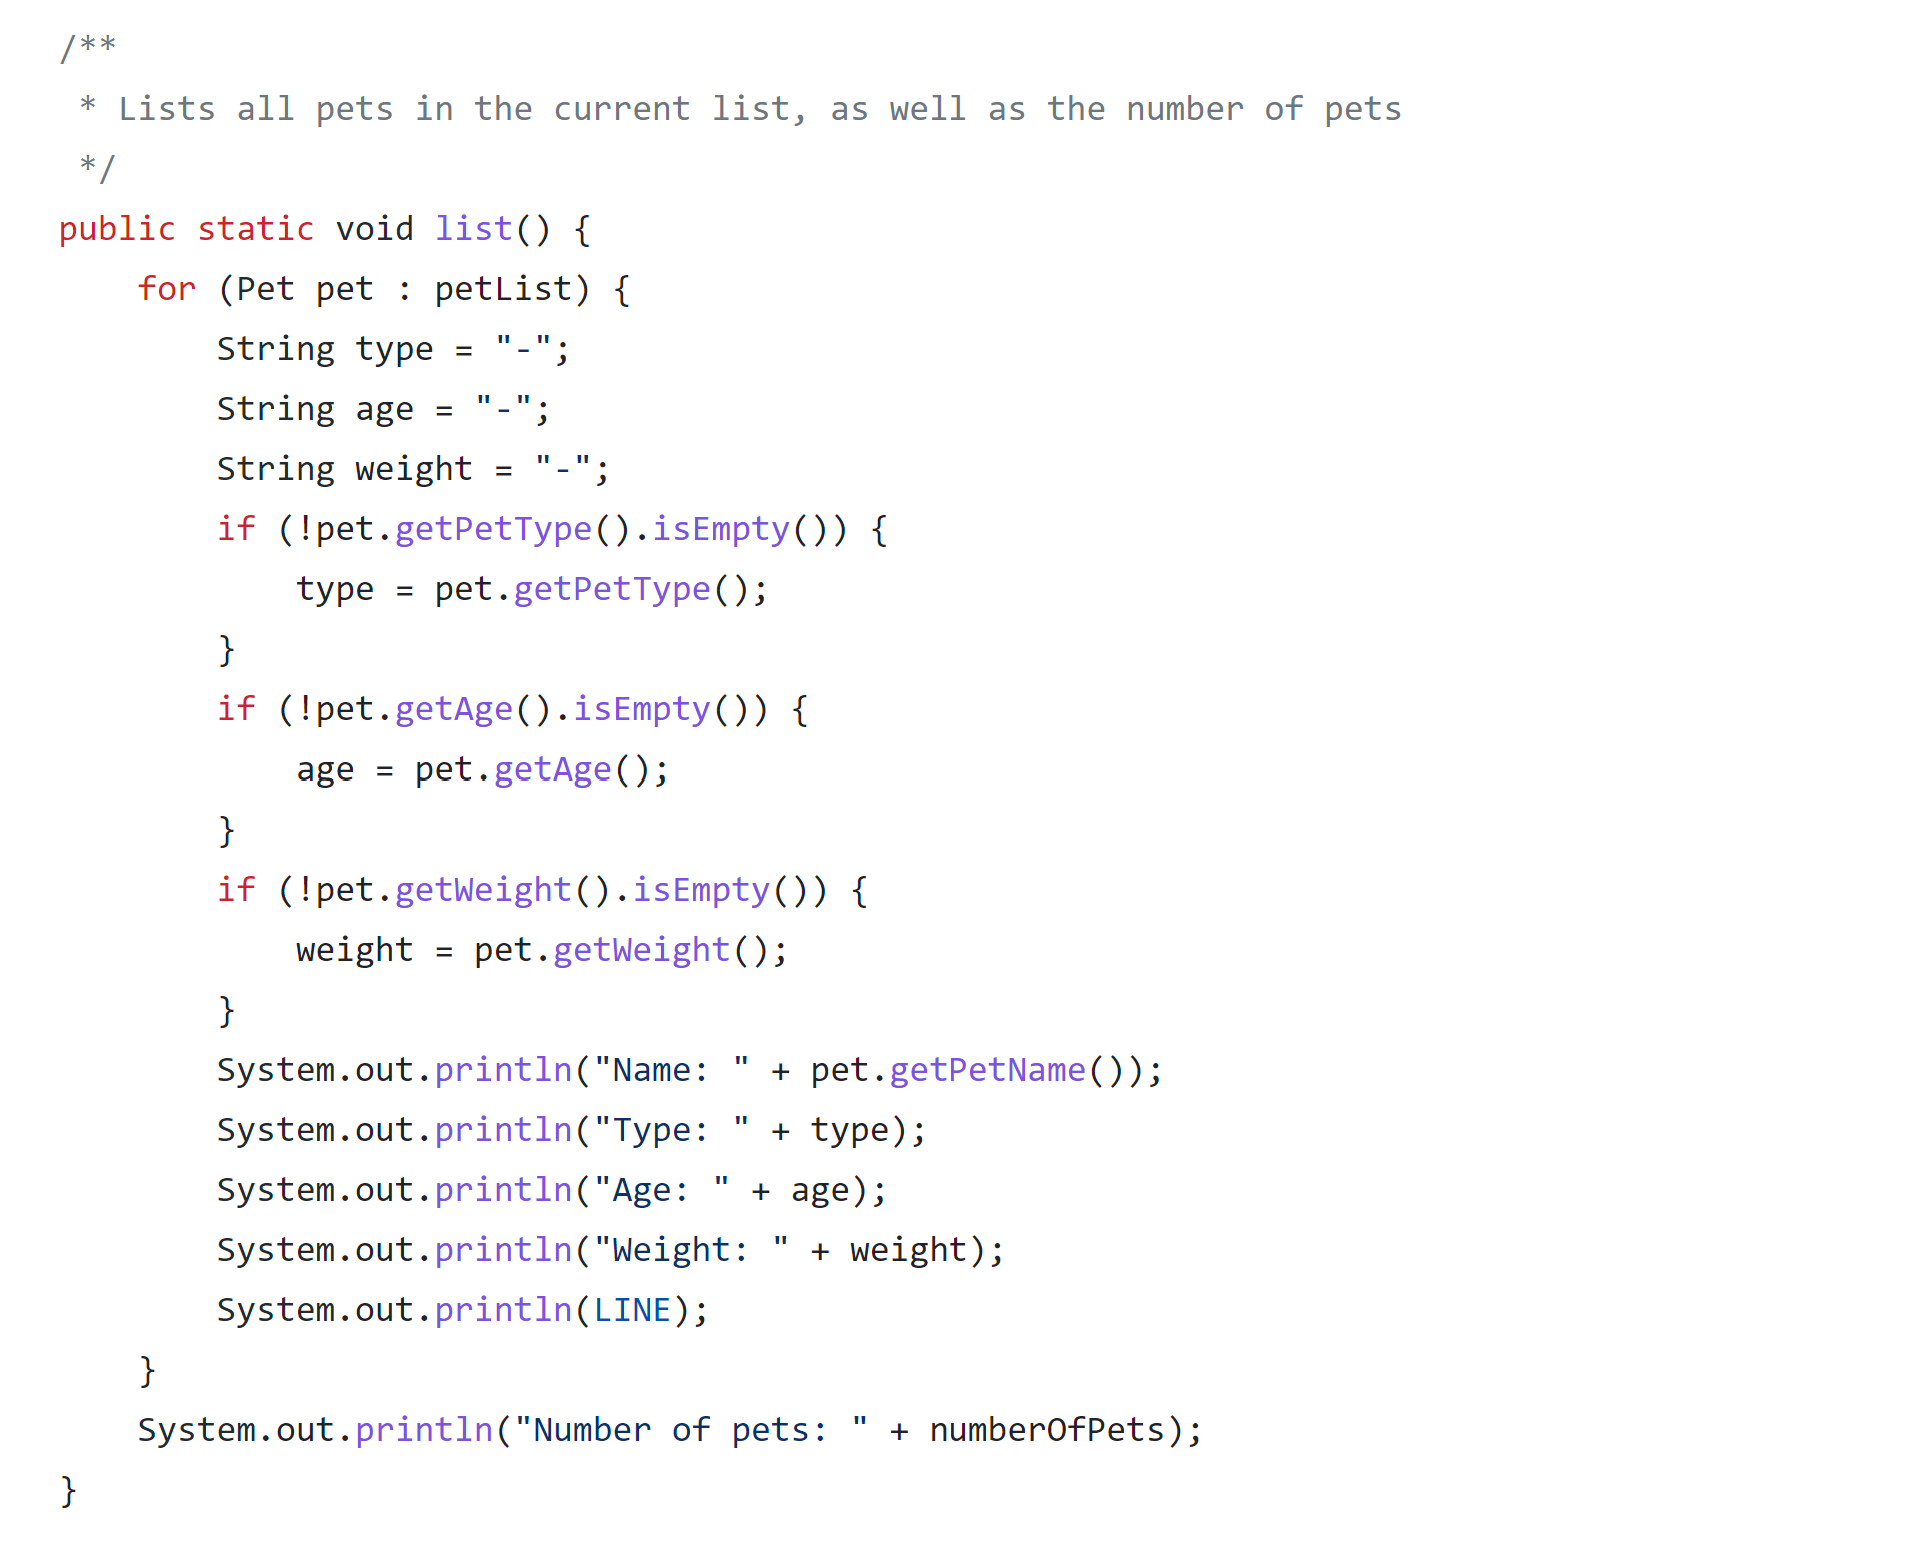 /**
 * Lists all pets in the current list, as well as the number of pets
 */
public static void list() {
    for (Pet pet : petList) {
        String type = "-";
        String age = "-";
        String weight = "-";
        if (!pet.getPetType().isEmpty()) {
            type = pet.getPetType();
        }
        if (!pet.getAge().isEmpty()) {
            age = pet.getAge();
        }
        if (!pet.getWeight().isEmpty()) {
            weight = pet.getWeight();
        }
        System.out.println("Name: " + pet.getPetName());
        System.out.println("Type: " + type);
        System.out.println("Age: " + age);
        System.out.println("Weight: " + weight);
        System.out.println(LINE);
    }
    System.out.println("Number of pets: " + numberOfPets);
}